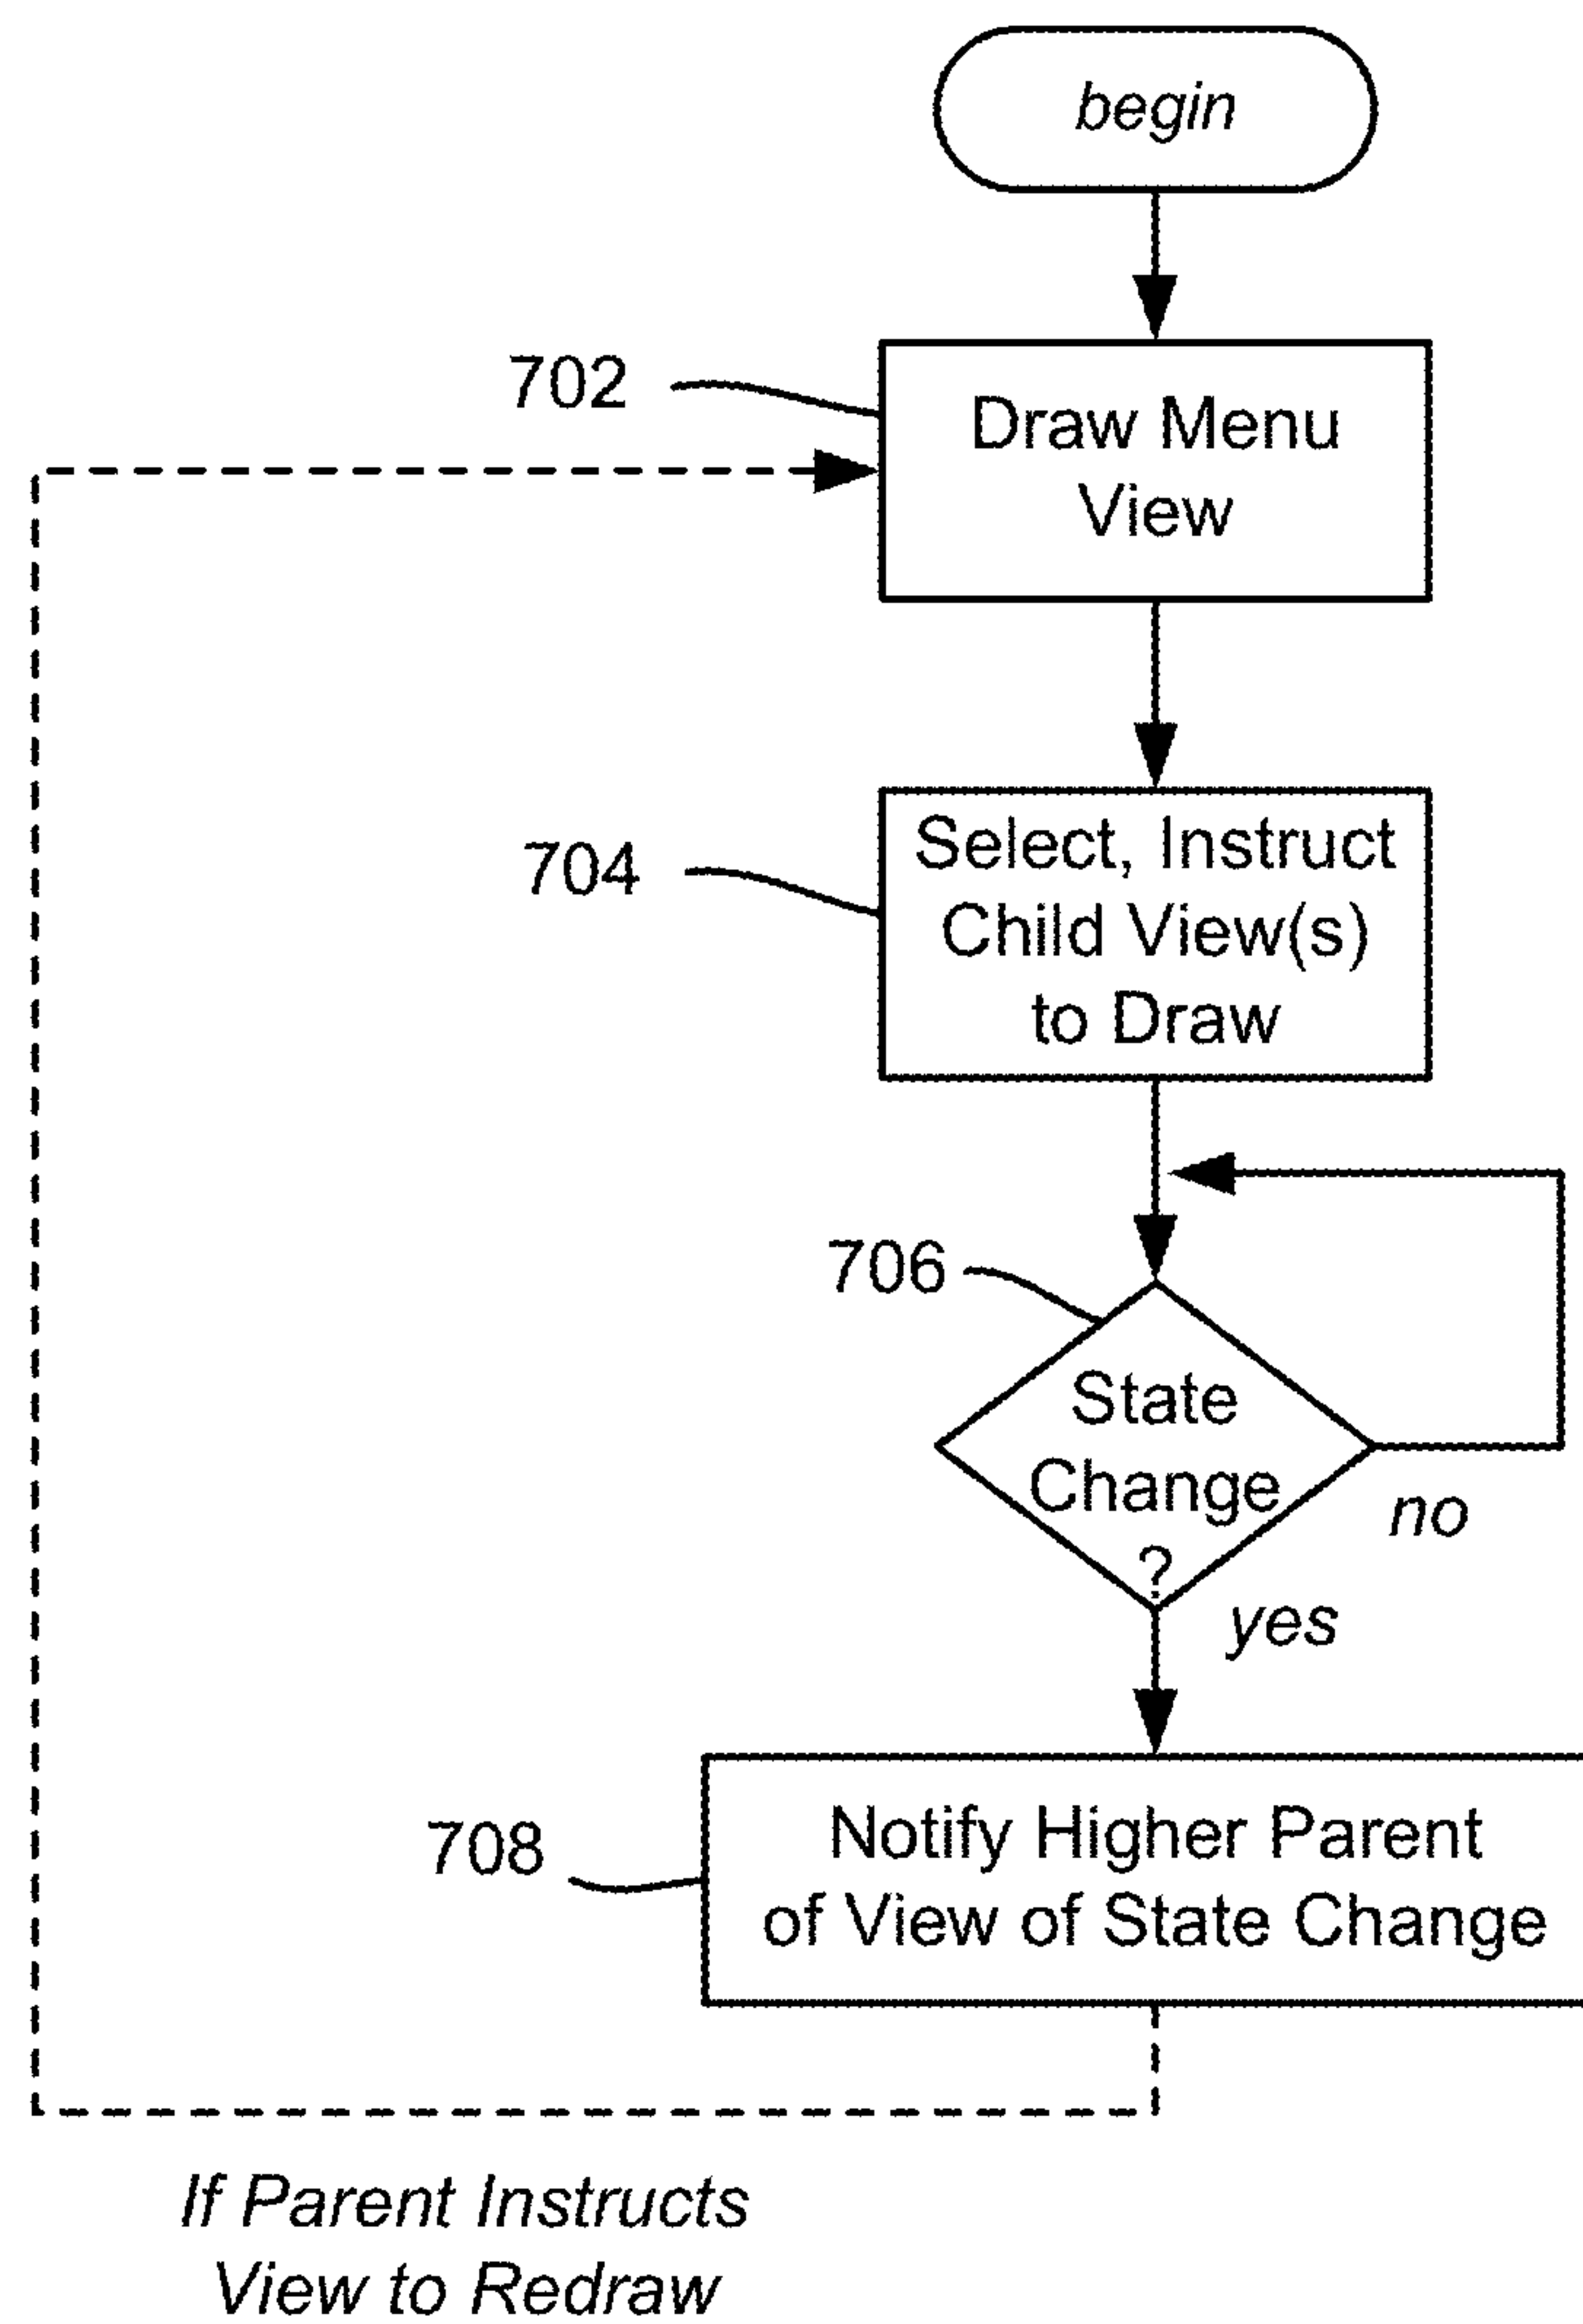 begin
702
Draw Menu
View
704
Select, Instruct
Child View(s)
to Draw
706
State
Change
?
no
yes
708
Notify Higher Parent
of View of State Change
If Parent Instructs
View to Redraw